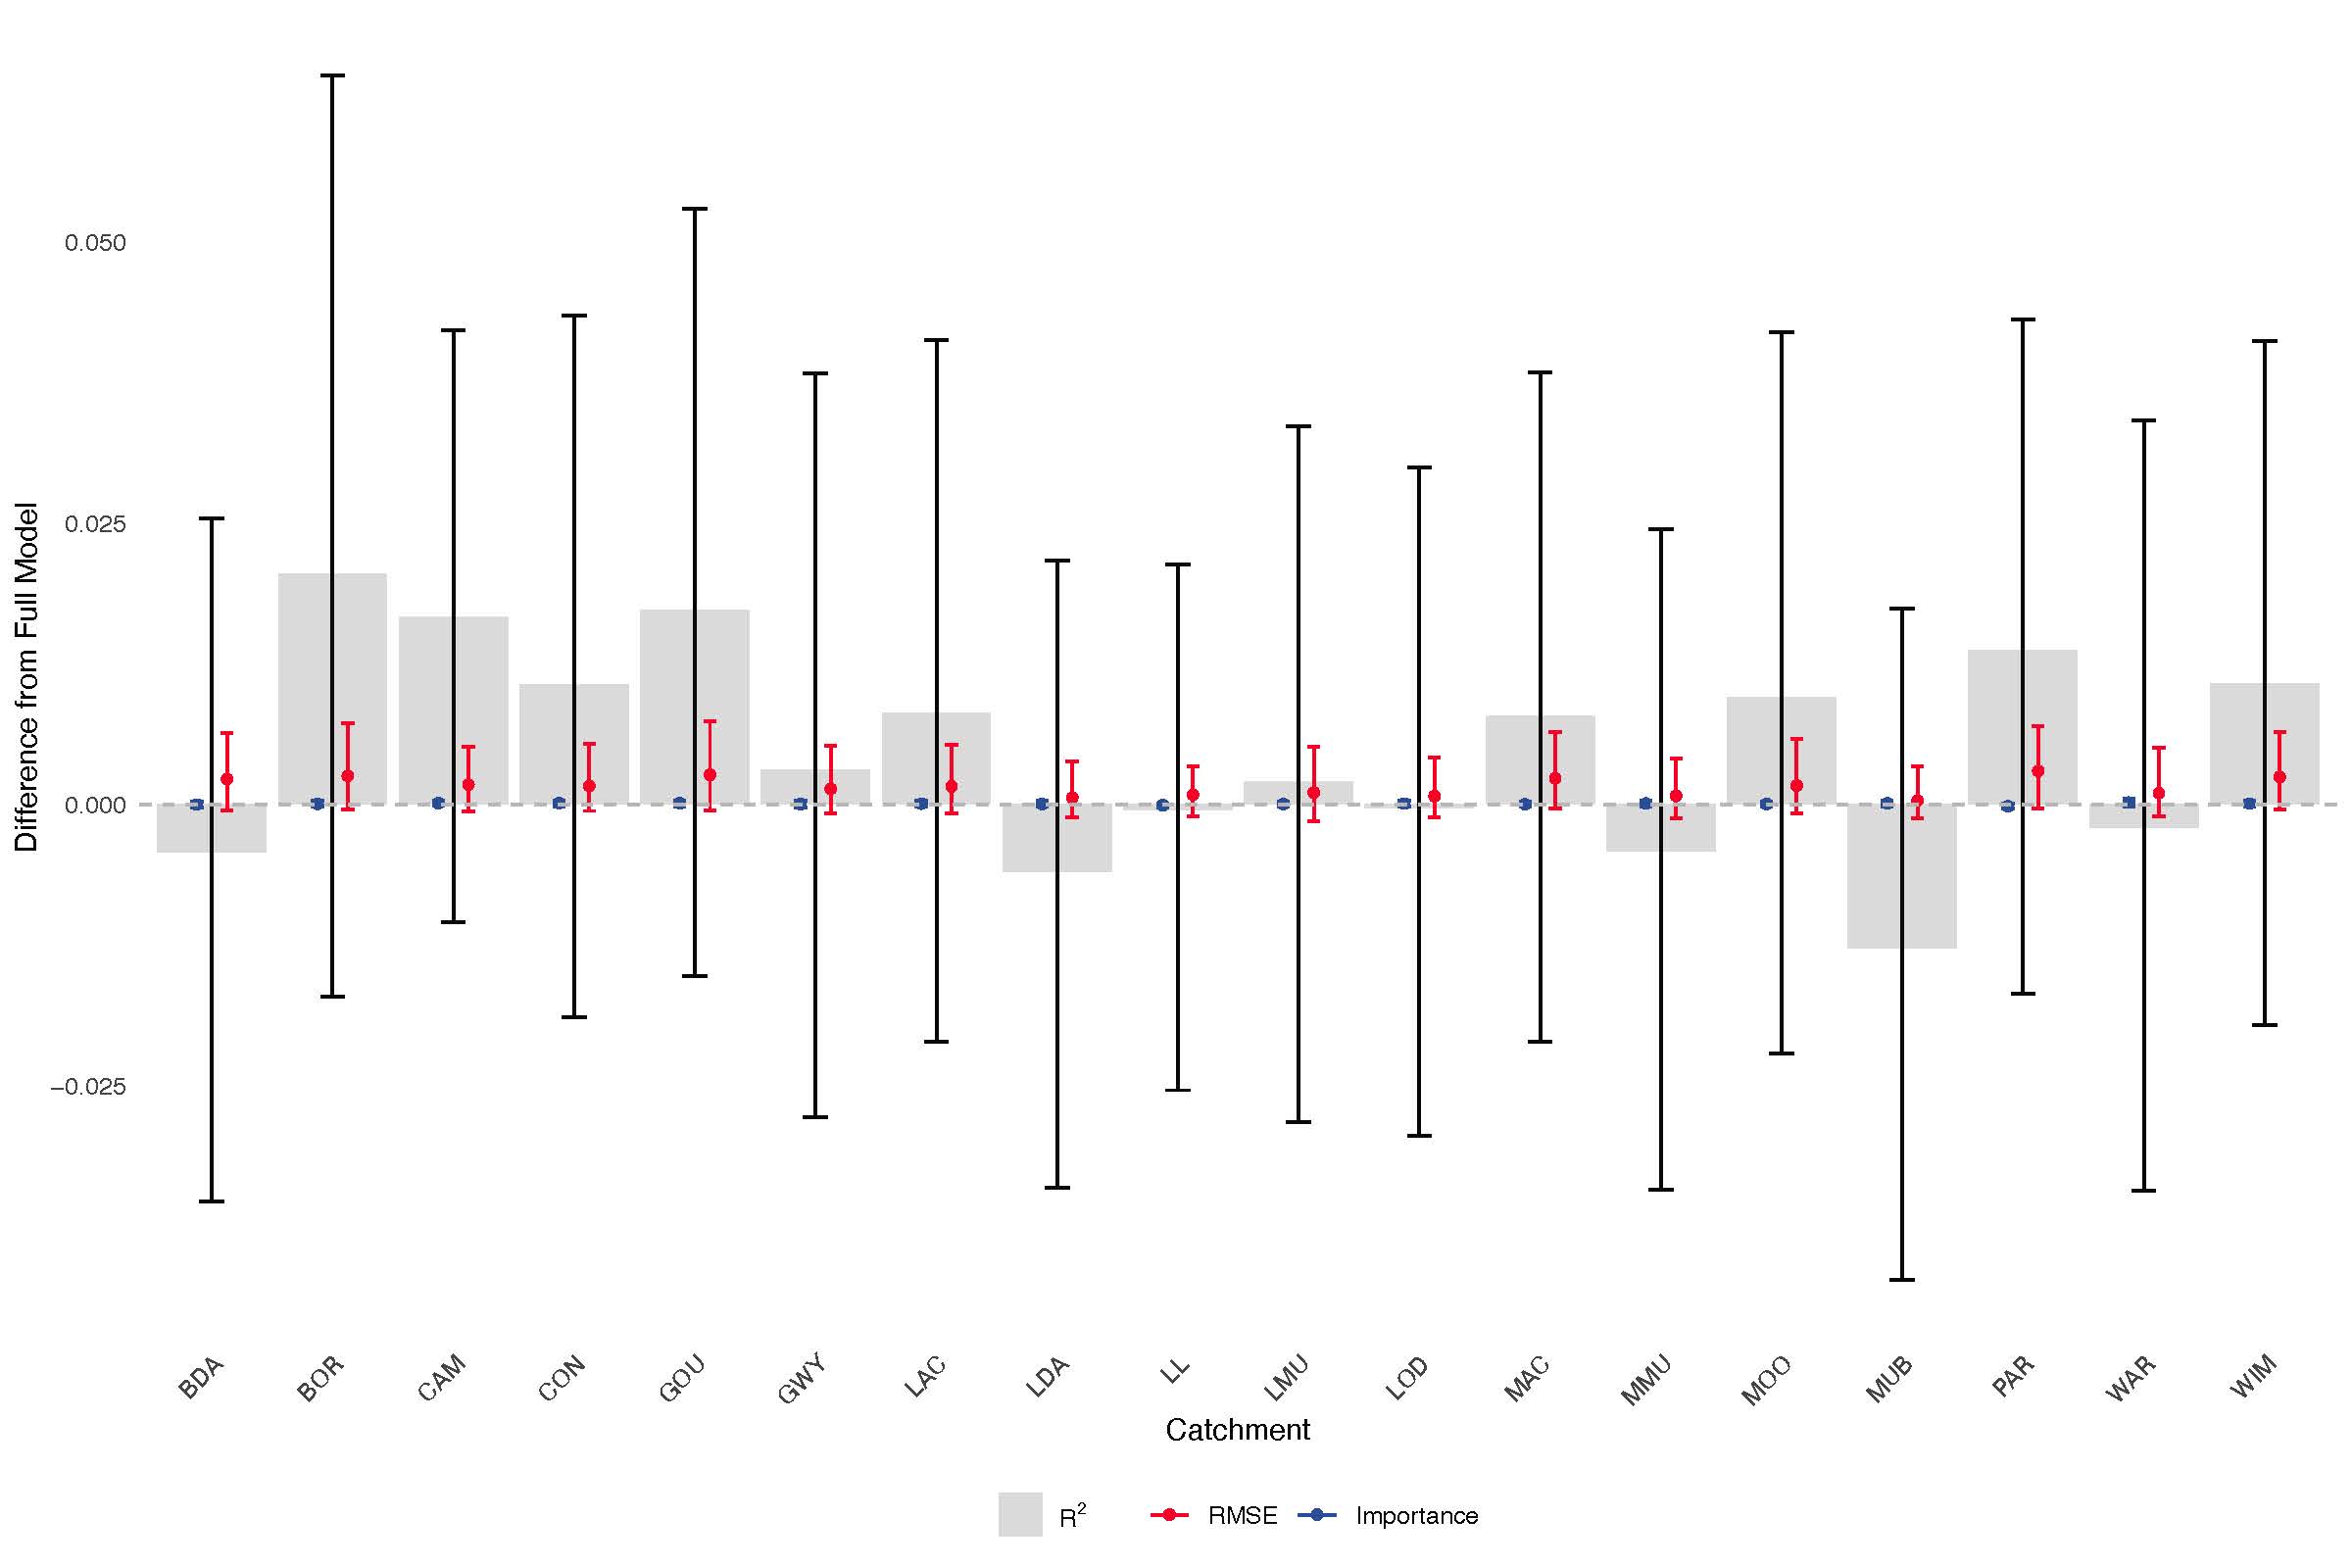 Difference from Full Model
0.050
0.025
0.000
−0.025
BDA
BOR
CAM
CON
GOU
GWY
LAC
LDA
LL
LMU
LOD
MAC
MMU
MOO
MUB
PAR
WAR
WIM
Catchment
R² RMSE Importance